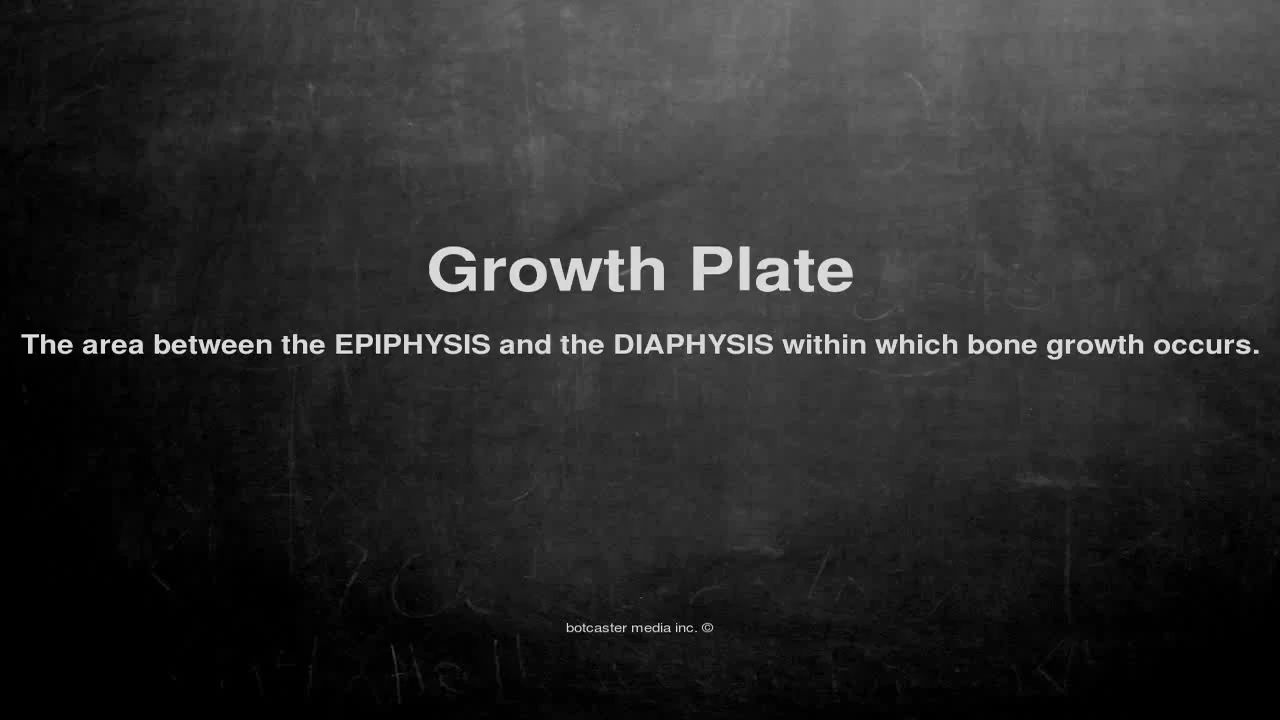 Growth Plate
The area between the EPIPHYSIS and the DIAPHYSIS within which bone growth occurs.
botcaster media inc. ©